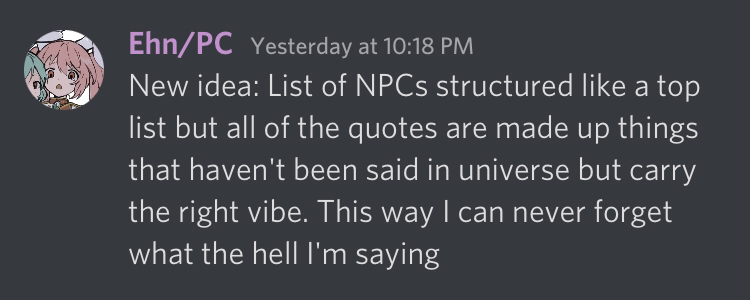 Ehn/PC Yesterday at 10:18 PM
New idea: List of NPCs structured like a top
list but all of the quotes are made up things
that haven't been said in universe but carry
the right vibe. This way I can never forget
what the hell I'm saying